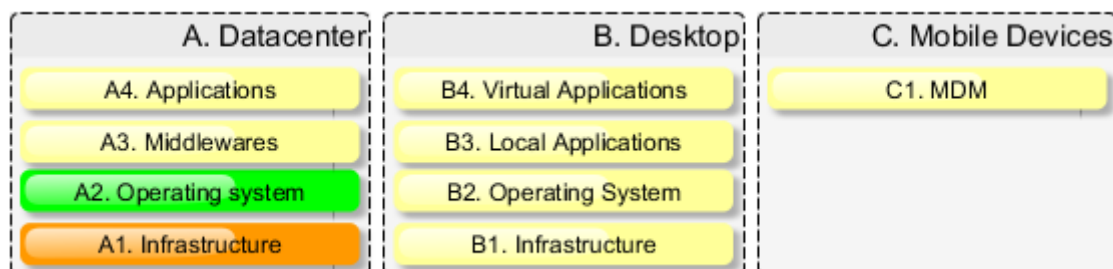 A. Datacenter
A4. Applications
A3. Middlewares
A2. Operating system
A1. Infrastructure
B. Desktop
B4. Virtual Applications
B3. Local Applications
B2. Operating System
B1. Infrastructure
C. Mobile Devices
C1. MDM